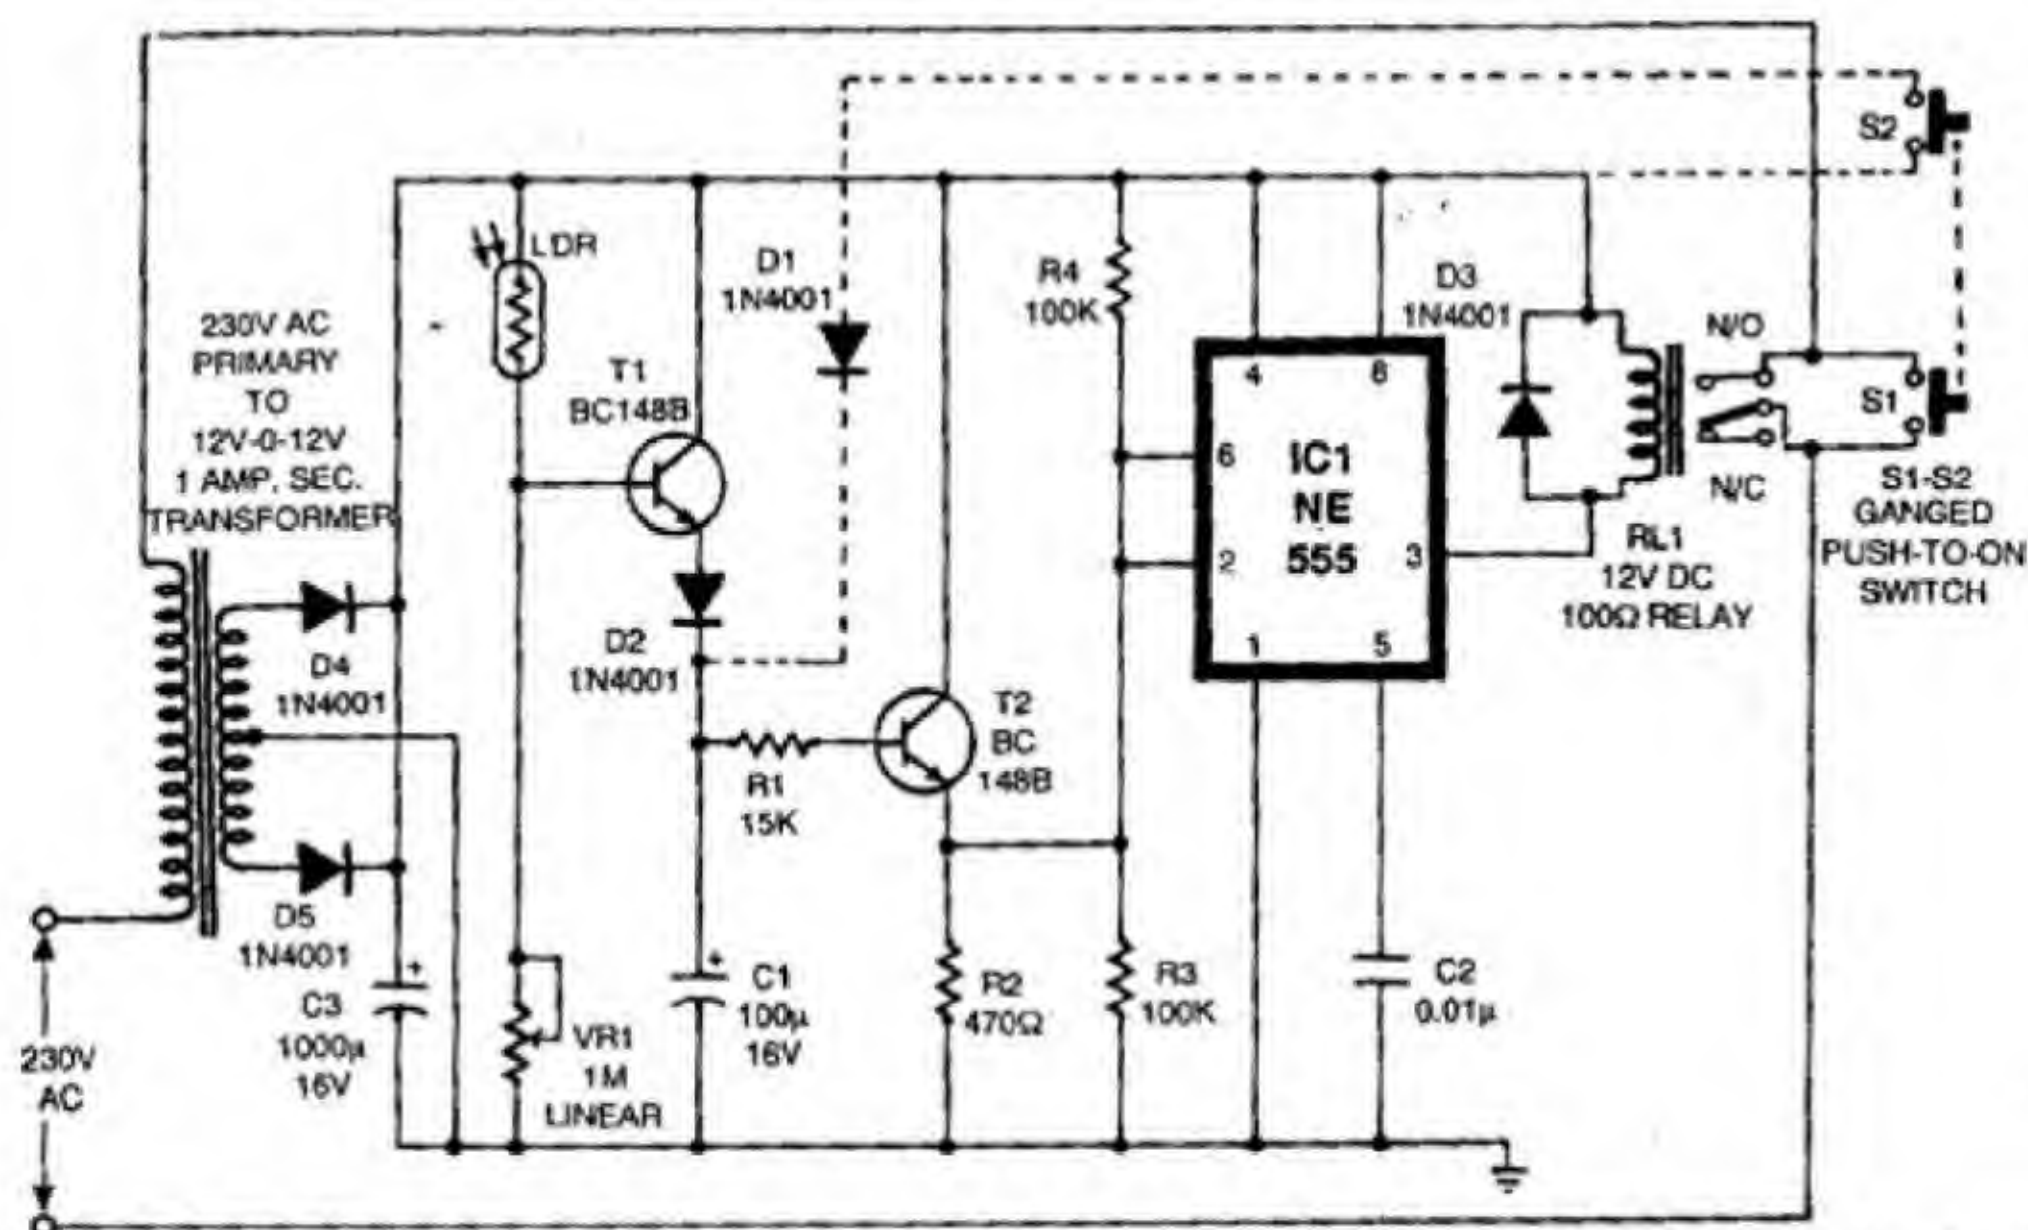 S2
LDR
D1
1N4001
R4
100K
D3
1N4001
N/O
230V AC
PRIMARY
TO
12V-0-12V
1 AMP. SEC.
TRANSFORMER
T1
BC148B
4
8
6
IC1
NE
555
2
3
1
5
S1
N/C
S1-S2
GANGED
PUSH-TO-ON
SWITCH
RL1
12V DC
100Ω RELAY
D2
1N4001
D4
1N4001
T2
BC
148B
R1
15K
D5
1N4001
+
C3
1000µ
16V
+
C1
100µ
16V
VR1
1M
LINEAR
R2
470Ω
R3
100K
C2
0.01µ
230V
AC